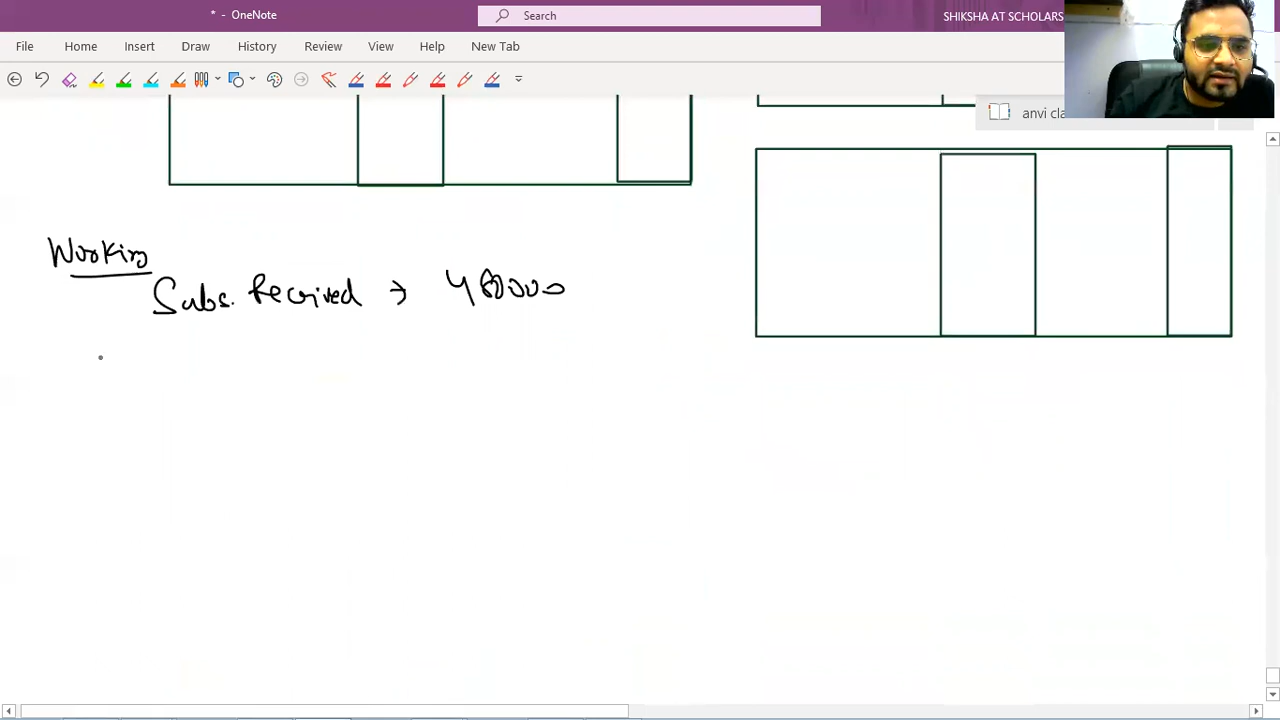 * - OneNote
Search
SHIKSHA AT SCHOLARS
File Home Insert Draw History Review View Help New Tab
anvi cla
Working
Subs. Received → 480000